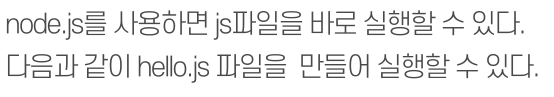 node.js를 사용하면 js파일을 바로 실행할 수 있다.
다음과 같이 hello.js 파일을 만들어 실행할 수 있다.